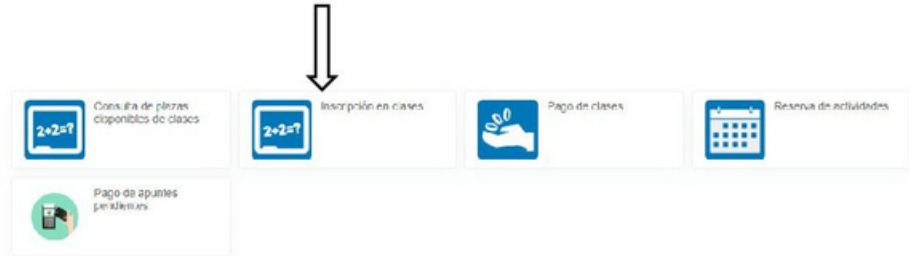 Consulta de plazas
disponibles de clases
2+2=?
Inscripción en clases
2+2=?
Pago de clases
Reserva de actividades
Pago de apuntes
pendientes